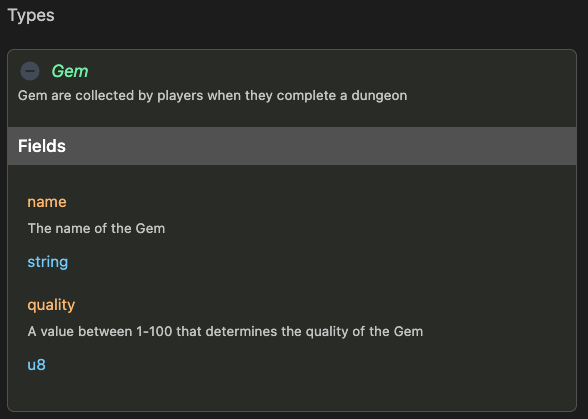 Types
Gem
Gem are collected by players when they complete a dungeon
Fields
name
The name of the Gem
string
quality
A value between 1-100 that determines the quality of the Gem
u8